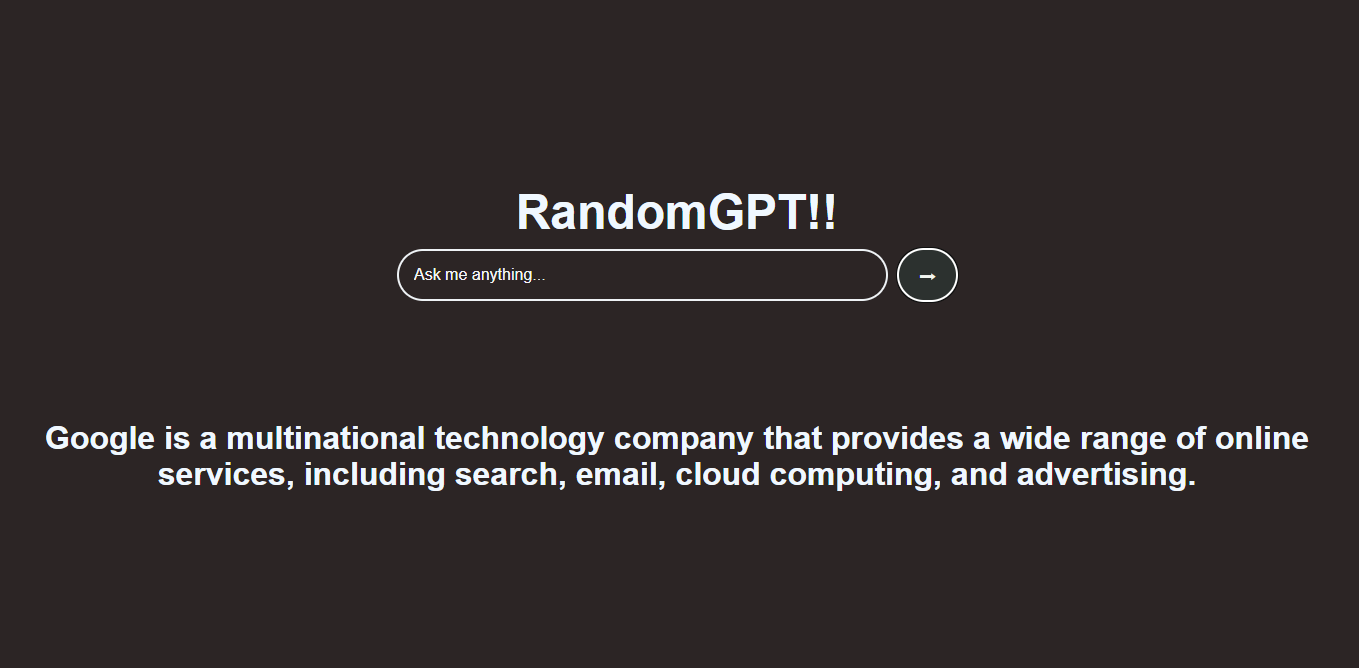 RandomGPT!!
Ask me anything...
Google is a multinational technology company that provides a wide range of online
services, including search, email, cloud computing, and advertising.